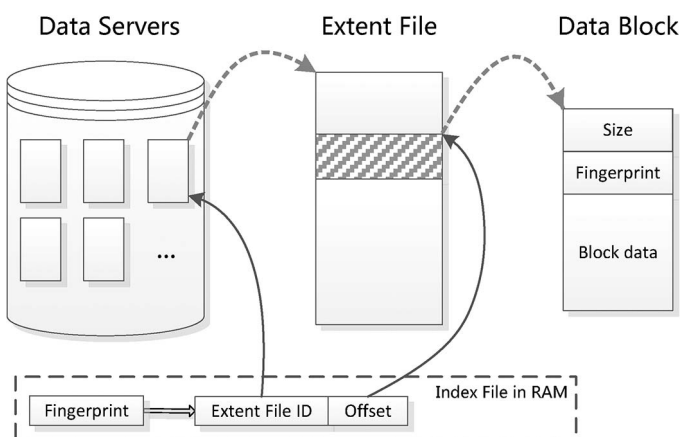 Data Servers
Extent File
Data Block
Size
Fingerprint
Block data
...
Index File in RAM
Fingerprint
Extent File ID
Offset